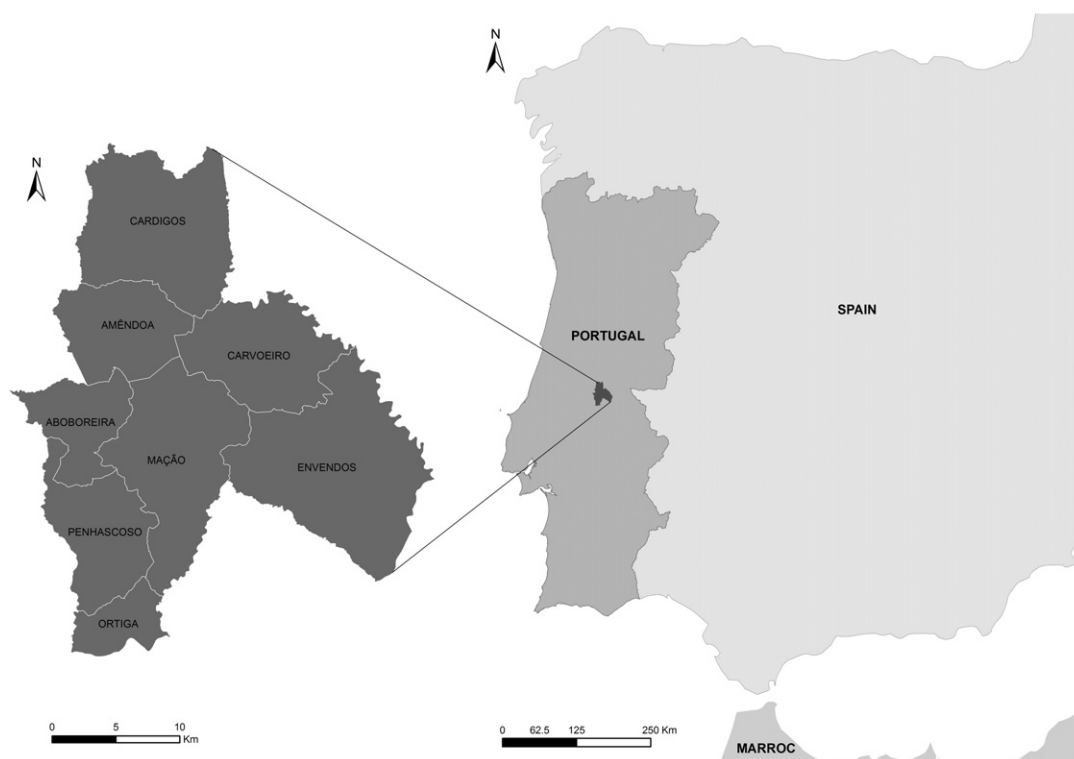 N
CARDIGOS
AMÊNDOA
CARVOEIRO
ABOBOREIRA
MAÇÃO
ENVENDOS
PENHASCOSO
ORTIGA
0 5 10
Km
N
SPAIN
PORTUGAL
0 62.5 125 250 Km
MARROC